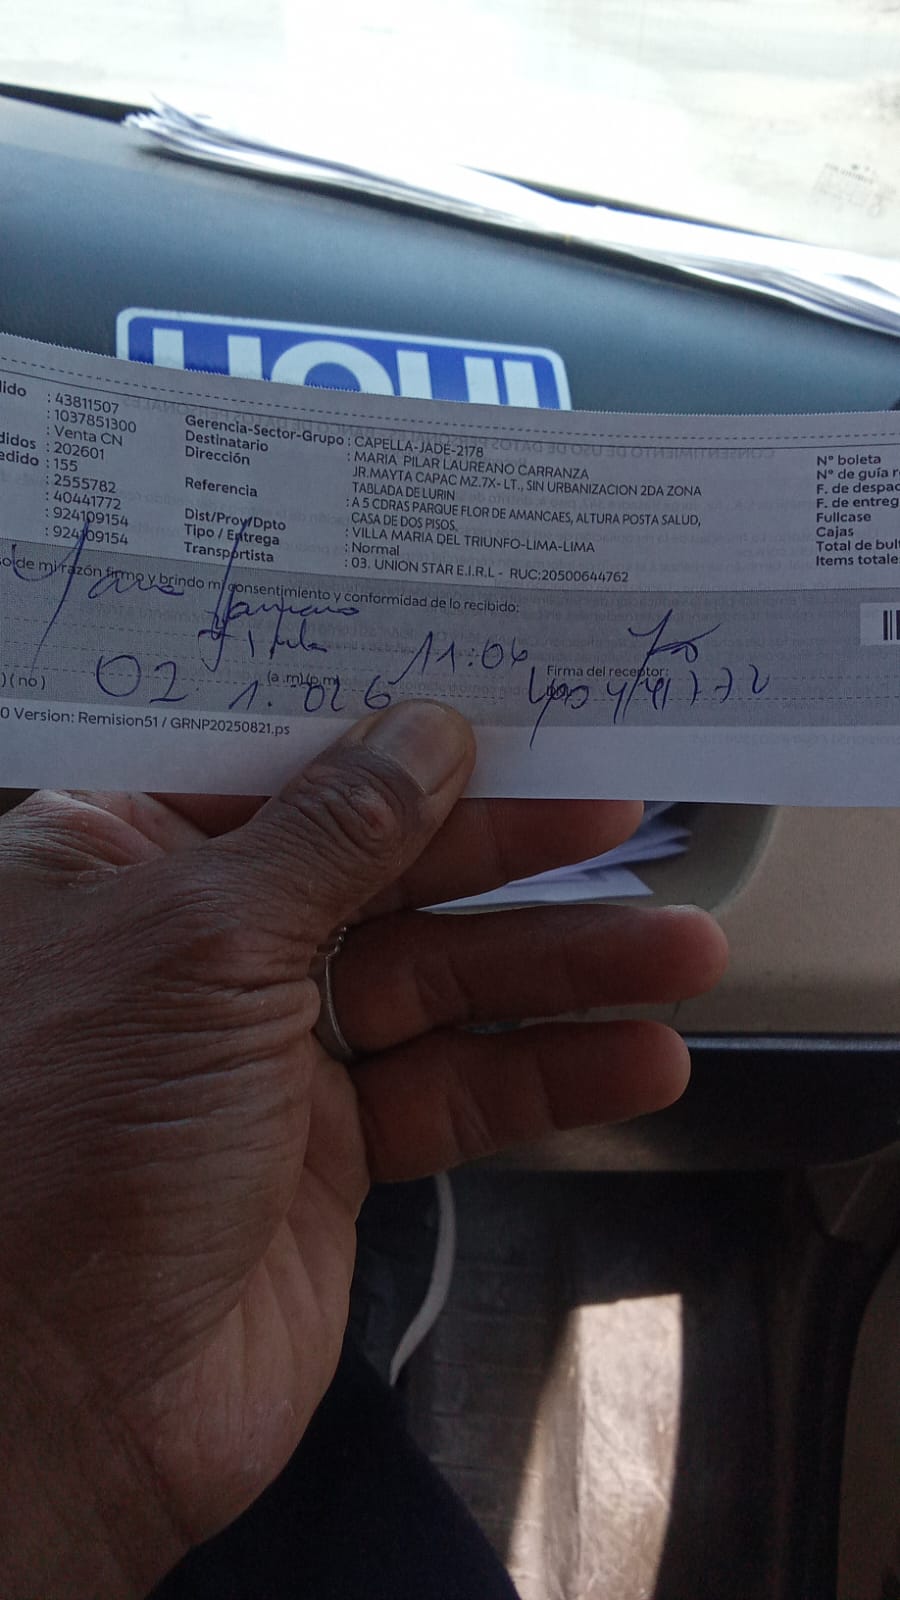 LIQUI
dido : 43811507
: 1037851300
: Venta CN
didos : 202601
edido : 155
: 2555782
: 40441772
: 924109154
: 924109154
Gerencia-Sector-Grupo : CAPELLA-JADE-2178
Destinatario : MARIA PILAR LAUREANO CARRANZA
Dirección JR.MAYTA CAPAC MZ.7X- LT., SIN URBANIZACION 2DA ZONA
TABLADA DE LURIN
Referencia : A 5 CDRAS PARQUE FLOR DE AMANCAES, ALTURA POSTA SALUD,
CASA DE DOS PISOS.
Dist/Prov/Dpto : VILLA MARIA DEL TRIUNFO-LIMA-LIMA
Tipo / Entrega : Normal
Transportista : 03. UNION STAR E.I.R.L - RUC:20500644762
N° boleta
N° de guía r
F. de despac
F. de entreg
Fullcase
Cajas
Total de bul
Items totale
so de mi razón firmo y brindo mi consentimiento y conformidad de lo recibido:
11:06
)(no) 02 1. 026 (a.m)(p.m) Firma del receptor:
0 Version: Remision51 / GRNP20250821.ps